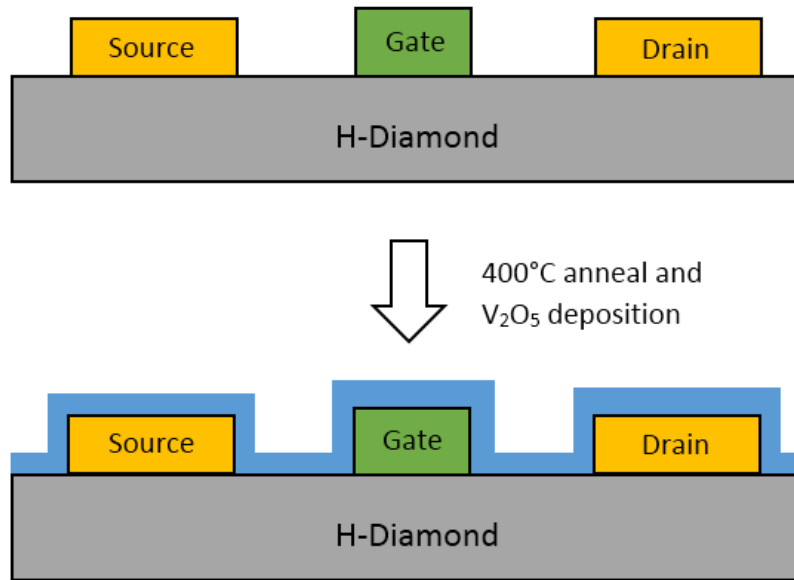 Source
Gate
Drain
H-Diamond
400°C anneal and
V₂O₅ deposition
Source
Gate
Drain
H-Diamond